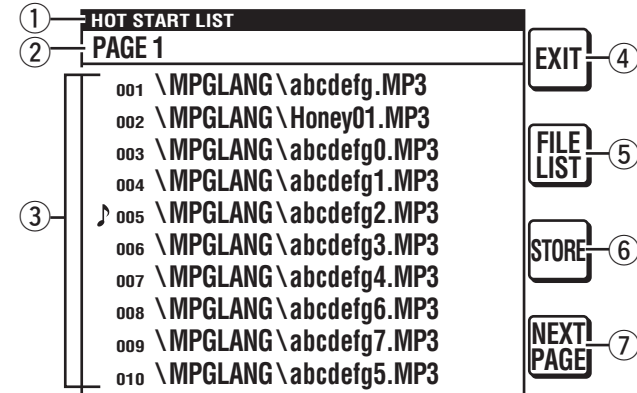 ① HOT START LIST
② PAGE 1
EXIT ④
③
001 \MPGLANG\abcdefg.MP3
002 \MPGLANG\Honey01.MP3
003 \MPGLANG\abcdefg0.MP3
004 \MPGLANG\abcdefg1.MP3
♪ 005 \MPGLANG\abcdefg2.MP3
006 \MPGLANG\abcdefg3.MP3
007 \MPGLANG\abcdefg4.MP3
008 \MPGLANG\abcdefg6.MP3
009 \MPGLANG\abcdefg7.MP3
010 \MPGLANG\abcdefg5.MP3
FILE
LIST ⑤
STORE ⑥
NEXT
PAGE ⑦